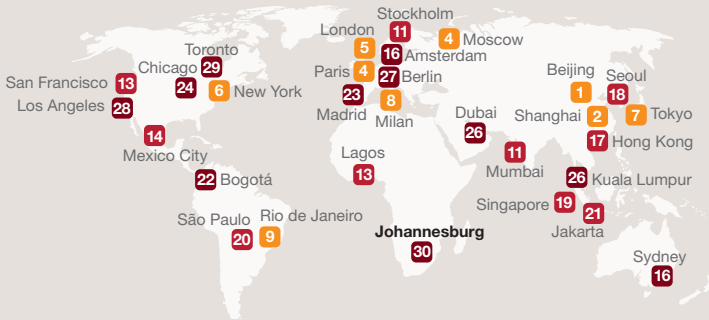 Stockholm
11
London
5
4 Moscow
16 Amsterdam
Toronto
29
Chicago
24
Paris 4
27 Berlin
San Francisco 13
6 New York
Los Angeles 28
23
Madrid
8
Milan
Beijing
1
Seoul
18
Shanghai 2
7 Tokyo
Dubai
26
17
Hong Kong
14
Mexico City
Lagos
13
11
Mumbai
22 Bogotá
26 Kuala Lumpur
Singapore 19
21
Jakarta
São Paulo
20
Rio de Janeiro
9
Johannesburg
30
Sydney
16